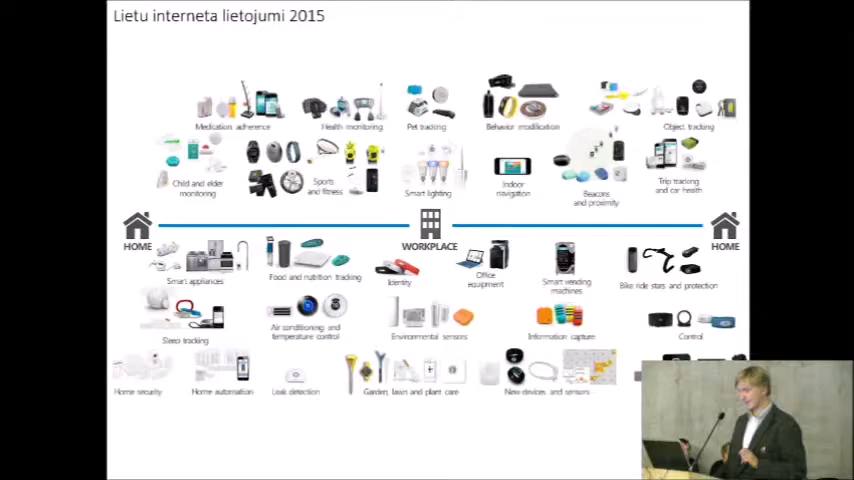 Lietu interneta lietojumi 2015
Medication adherence
Health monitoring
Pet tracking
Behavior modification
Object tracking
Child and elder
monitoring
Sports
and fitness
Smart lighting
Indoor
navigation
Beacons
and proximity
Trip tracking
and car health
HOME
WORKPLACE
HOME
Smart appliances
Food and nutrition tracking
Identity
Office
equipment
Smart vending
machines
Bike ride stats and protection
Sleep tracking
Air conditioning and
temperature control
Environmental sensors
Information capture
Control
Home security
Home automation
Leak detection
Garden, lawn and plant care
New devices and sensors